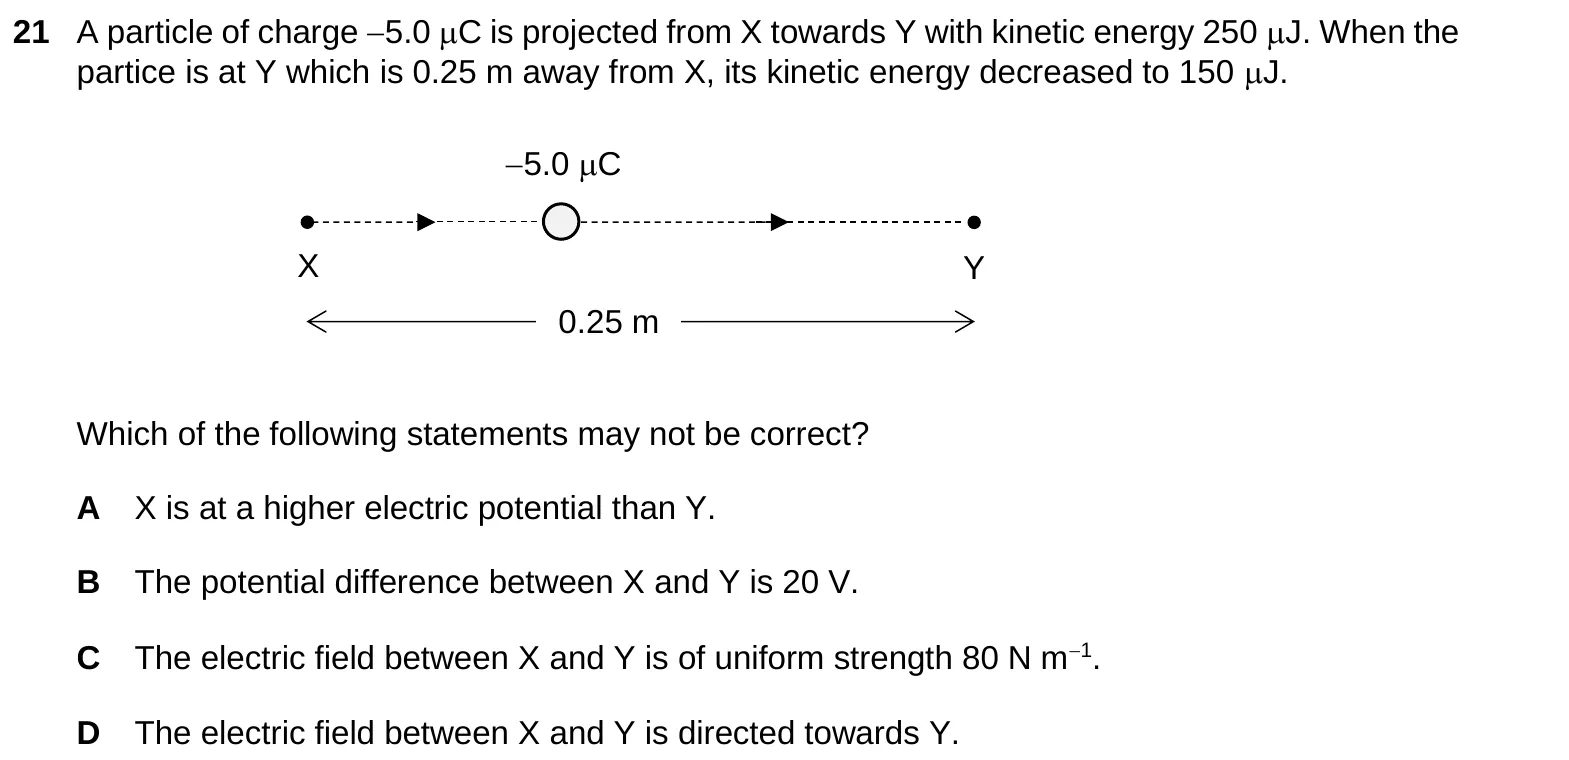 21 A particle of charge –5.0 μC is projected from X towards Y with kinetic energy 250 μJ. When the
partice is at Y which is 0.25 m away from X, its kinetic energy decreased to 150 μJ.
–5.0 μC
X
Y
0.25 m
Which of the following statements may not be correct?
A X is at a higher electric potential than Y.
B The potential difference between X and Y is 20 V.
C The electric field between X and Y is of uniform strength 80 N m⁻¹.
D The electric field between X and Y is directed towards Y.